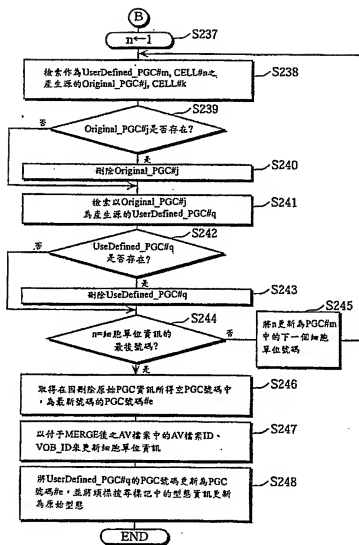 B
n←1
S237
檢索作為UserDefined_PGC#m, CELL#n之
產生源的Original_PGC#j, CELL#k
S238
S239
Original_PGC#j是否存在?
否
是
刪除Original_PGC#j
S240
檢索以Original_PGC#j
為產生源的UserDefined_PGC#q
S241
S242
UseDefined_PGC#q
是否存在?
否
是
刪除UseDefined_PGC#q
S243
S244
n=細胞單位資訊的
最後號碼?
否
是
S245
將n更新為PGC#m
中的下一個細胞
單位號碼
取得在因刪除原始PGC資訊所得空PGC號碼中,
為最新號碼的PGC號碼#e
S246
以付于MERGE後之AV檔案中的AV檔案ID、
VOB_ID來更新細胞單位資訊
S247
將UserDefined_PGC#q的PGC號碼更新為PGC
號碼#e,並將項標搜尋標記中的型態資訊更新
為原始型態
S248
END